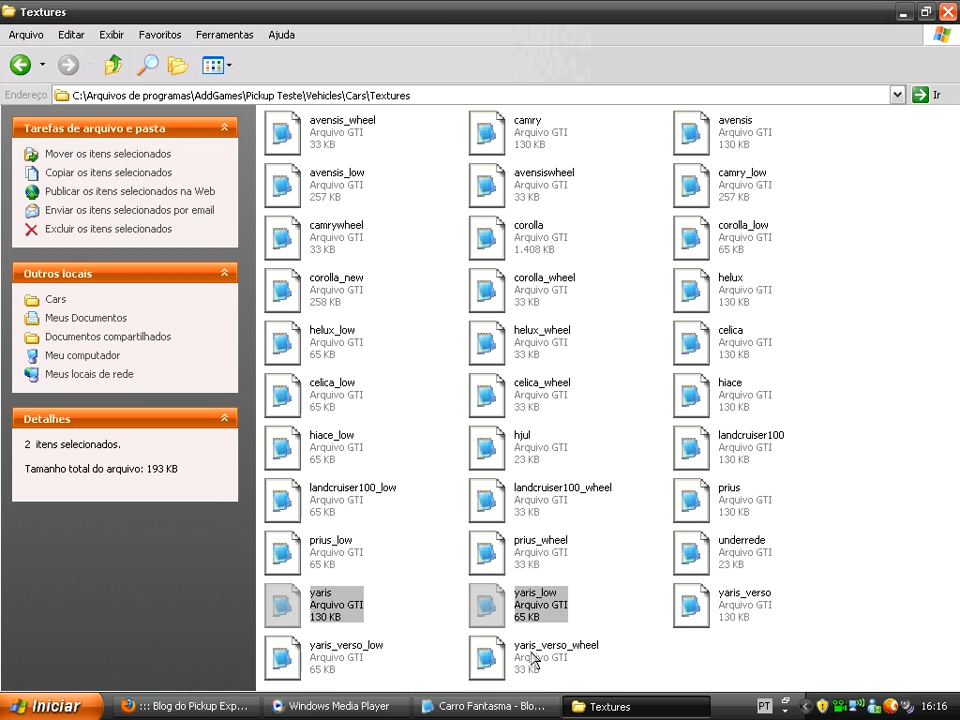 Textures
Arquivo Editar Exibir Favoritos Ferramentas Ajuda
Endereço C:\Arquivos de programas\AddGames\Pickup Teste\Vehicles\Cars\Textures Ir
Tarefas de arquivo e pasta
Mover os itens selecionados
Copiar os itens selecionados
Publicar os itens selecionados na Web
Enviar os itens selecionados por email
Excluir os itens selecionados
Outros locais
Cars
Meus Documentos
Documentos compartilhados
Meu computador
Meus locais de rede
Detalhes
2 itens selecionados.
Tamanho total do arquivo: 193 KB
avensis_wheel
Arquivo GTI
33 KB
camry
Arquivo GTI
130 KB
avensis
Arquivo GTI
130 KB
avensis_low
Arquivo GTI
257 KB
avensiswheel
Arquivo GTI
33 KB
camry_low
Arquivo GTI
257 KB
camrywheel
Arquivo GTI
33 KB
corolla
Arquivo GTI
1.408 KB
corolla_low
Arquivo GTI
65 KB
corolla_new
Arquivo GTI
258 KB
corolla_wheel
Arquivo GTI
33 KB
helux
Arquivo GTI
130 KB
helux_low
Arquivo GTI
65 KB
helux_wheel
Arquivo GTI
33 KB
celica
Arquivo GTI
130 KB
celica_low
Arquivo GTI
65 KB
celica_wheel
Arquivo GTI
33 KB
hiace
Arquivo GTI
130 KB
hiace_low
Arquivo GTI
65 KB
hjul
Arquivo GTI
23 KB
landcruiser100
Arquivo GTI
130 KB
landcruiser100_low
Arquivo GTI
65 KB
landcruiser100_wheel
Arquivo GTI
33 KB
prius
Arquivo GTI
130 KB
prius_low
Arquivo GTI
65 KB
prius_wheel
Arquivo GTI
33 KB
underrede
Arquivo GTI
23 KB
yaris
Arquivo GTI
130 KB
yaris_low
Arquivo GTI
65 KB
yaris_verso
Arquivo GTI
130 KB
yaris_verso_low
Arquivo GTI
65 KB
yaris_verso_wheel
Arquivo GTI
33 KB
Iniciar ::: Blog do Pickup Exp... Windows Media Player Carro Fantasma - Blo... Textures PT 16:16